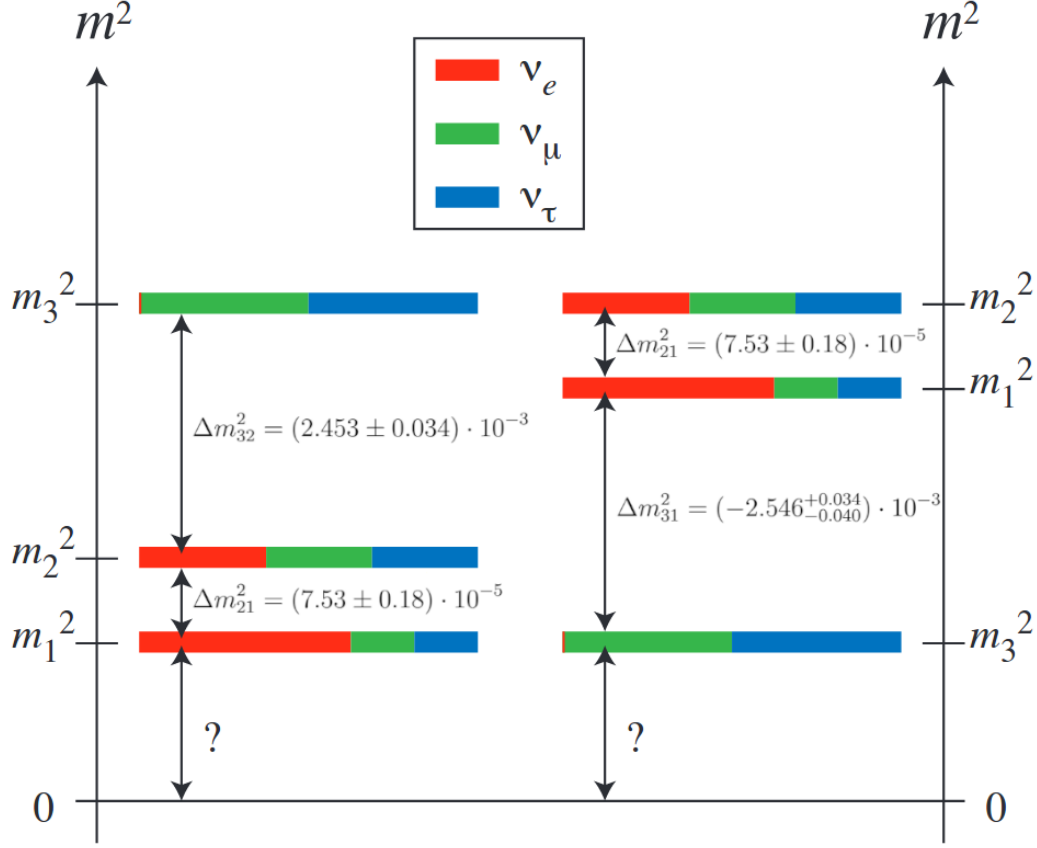 m² m²
ν_e
ν_μ
ν_τ
m₃² m₂²
Δm²₂₁ = (7.53 ± 0.18) · 10⁻⁵
m₁²
Δm²₃₂ = (2.453 ± 0.034) · 10⁻³
Δm²₃₁ = (−2.546^{+0.034}_{−0.040}) · 10⁻³
m₂²
Δm²₂₁ = (7.53 ± 0.18) · 10⁻⁵
m₁² m₃²
? ?
0 0